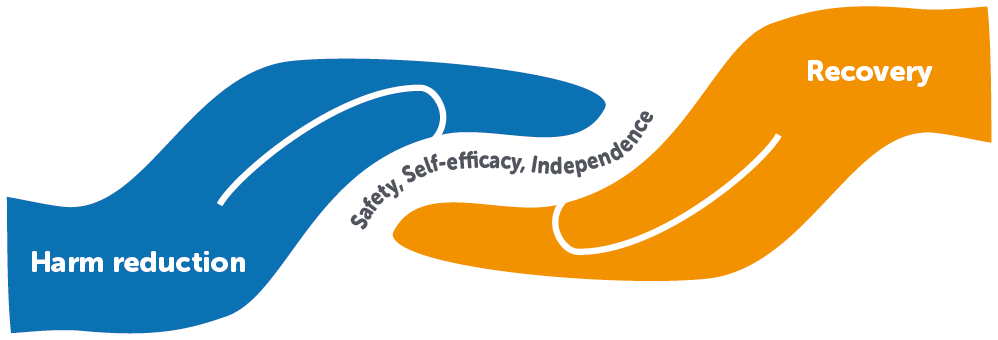 Recovery
Safety, Self-efficacy, Independence
Harm reduction